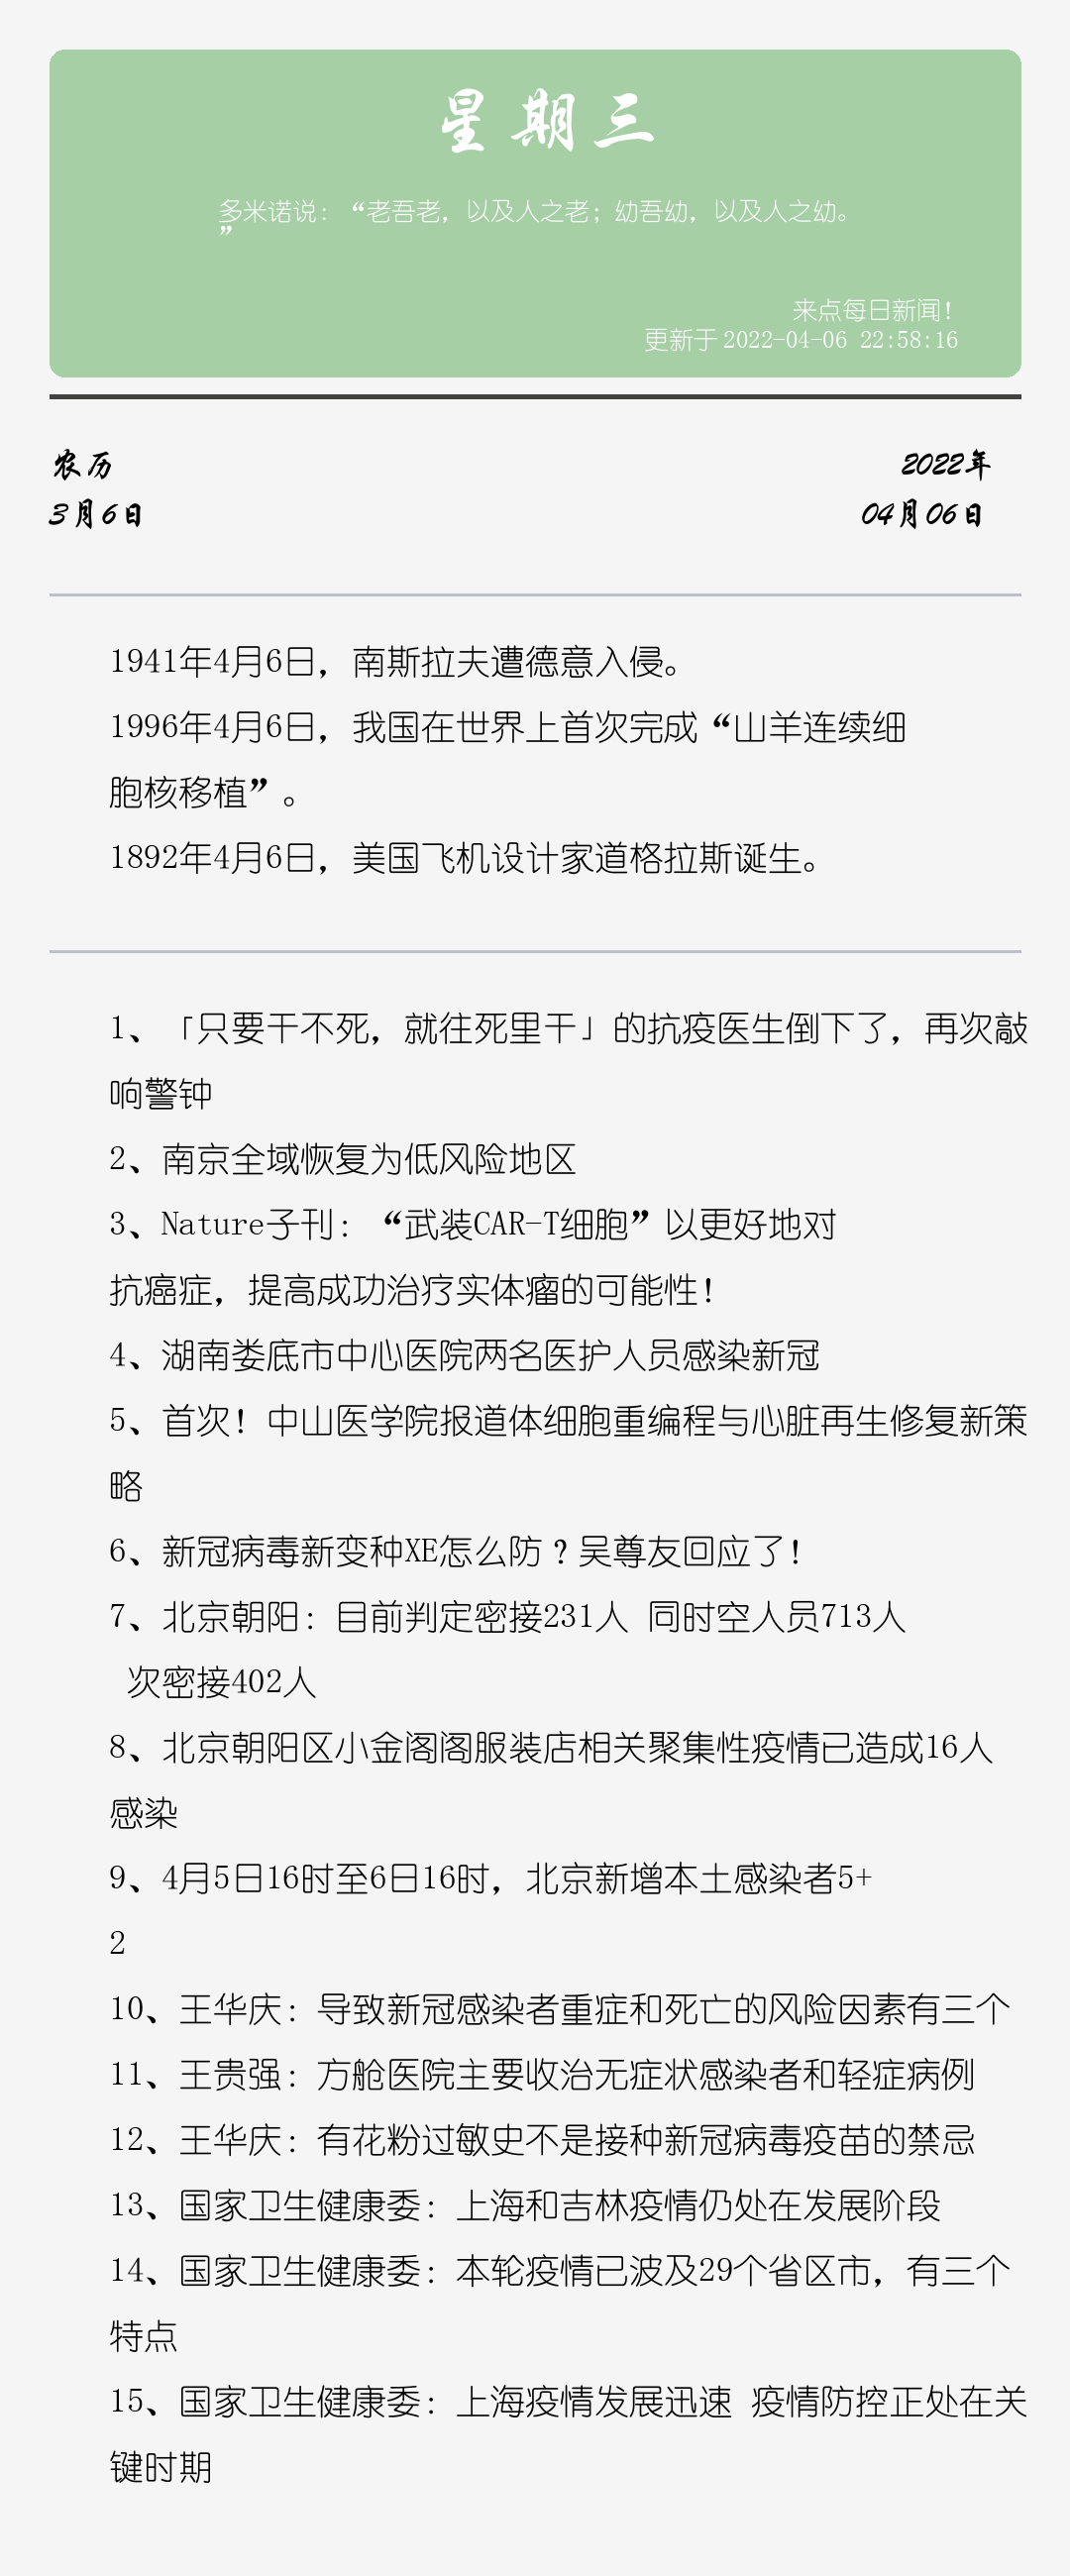 星期三
多米诺说：“老吾老，以及人之老；幼吾幼，以及人之幼。
”
来点每日新闻！
更新于 2022-04-06 22:58:16
农历
2022年
3月6日
04月06日
1941年4月6日，南斯拉夫遭德意入侵。
1996年4月6日，我国在世界上首次完成“山羊连续细
胞核移植”。
1892年4月6日，美国飞机设计家道格拉斯诞生。
1、「只要干不死，就往死里干」的抗疫医生倒下了，再次敲
响警钟
2、南京全域恢复为低风险地区
3、Nature子刊：“武装CAR-T细胞”以更好地对
抗癌症，提高成功治疗实体瘤的可能性！
4、湖南娄底市中心医院两名医护人员感染新冠
5、首次！中山医学院报道体细胞重编程与心脏再生修复新策
略
6、新冠病毒新变种XE怎么防？吴尊友回应了！
7、北京朝阳：目前判定密接231人 同时空人员713人
次密接402人
8、北京朝阳区小金阁阁服装店相关聚集性疫情已造成16人
感染
9、4月5日16时至6日16时，北京新增本土感染者5+
2
10、王华庆：导致新冠感染者重症和死亡的风险因素有三个
11、王贵强：方舱医院主要收治无症状感染者和轻症病例
12、王华庆：有花粉过敏史不是接种新冠病毒疫苗的禁忌
13、国家卫生健康委：上海和吉林疫情仍处在发展阶段
14、国家卫生健康委：本轮疫情已波及29个省区市，有三个
特点
15、国家卫生健康委：上海疫情发展迅速 疫情防控正处在关
键时期